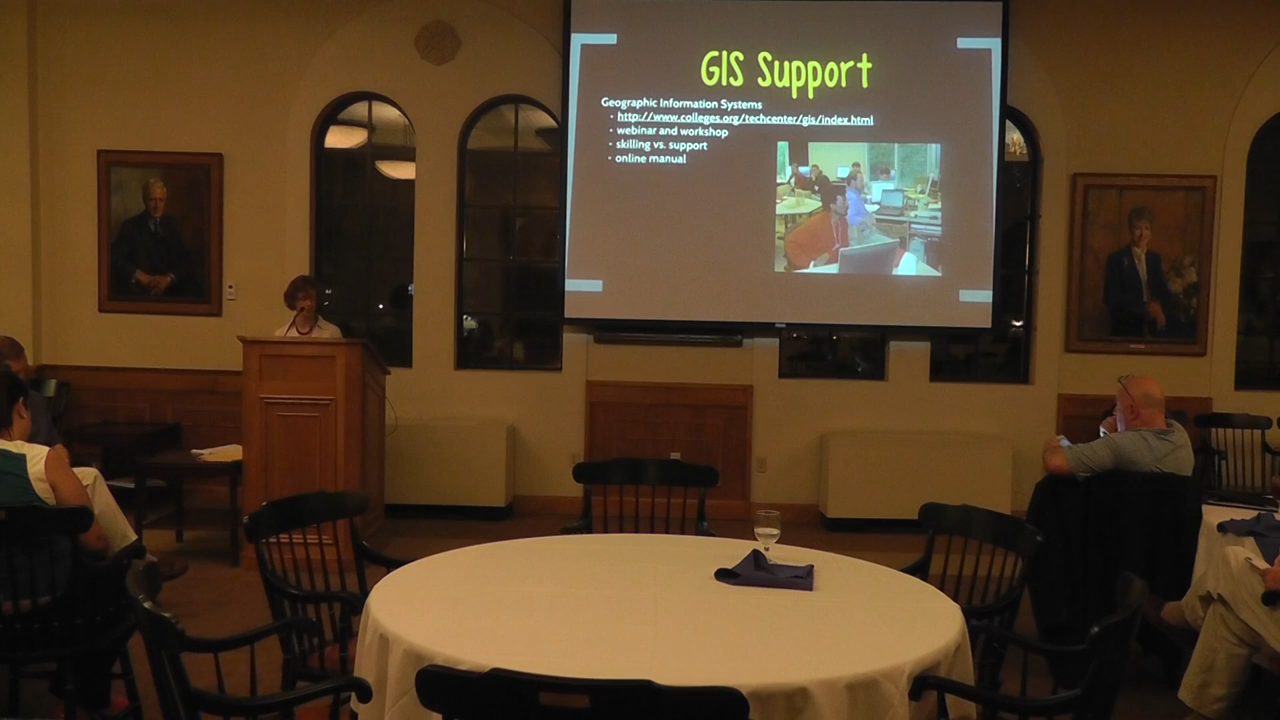 GIS Support
Geographic Information Systems
· http://www.colleges.org/techcenter/gis/index.html
· webinar and workshop
· skilling vs. support
· online manual